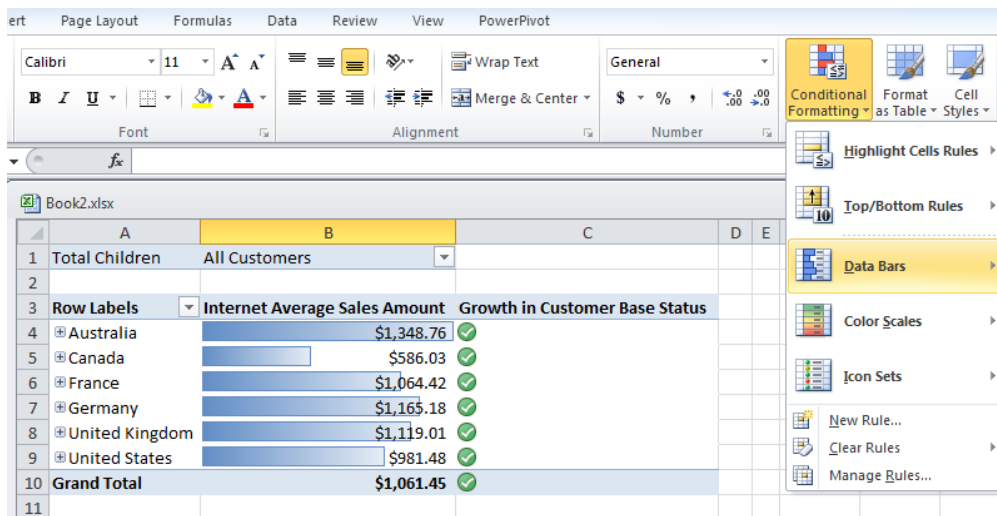 ert Page Layout Formulas Data Review View PowerPivot
Calibri 11 A A Wrap Text General
B I U A Merge & Center $ % , .0 .00 .00 .0 Conditional Formatting Format as Table Cell Styles
Font Alignment Number
fx
Highlight Cells Rules
Top/Bottom Rules
10
Data Bars
Color Scales
Icon Sets
New Rule...
Clear Rules
Manage Rules...
Book2.xlsx
A B C D E
1 Total Children All Customers
2
3 Row Labels Internet Average Sales Amount Growth in Customer Base Status
4 Australia $1,348.76
5 Canada $586.03
6 France $1,064.42
7 Germany $1,165.18
8 United Kingdom $1,119.01
9 United States $981.48
10 Grand Total $1,061.45
11